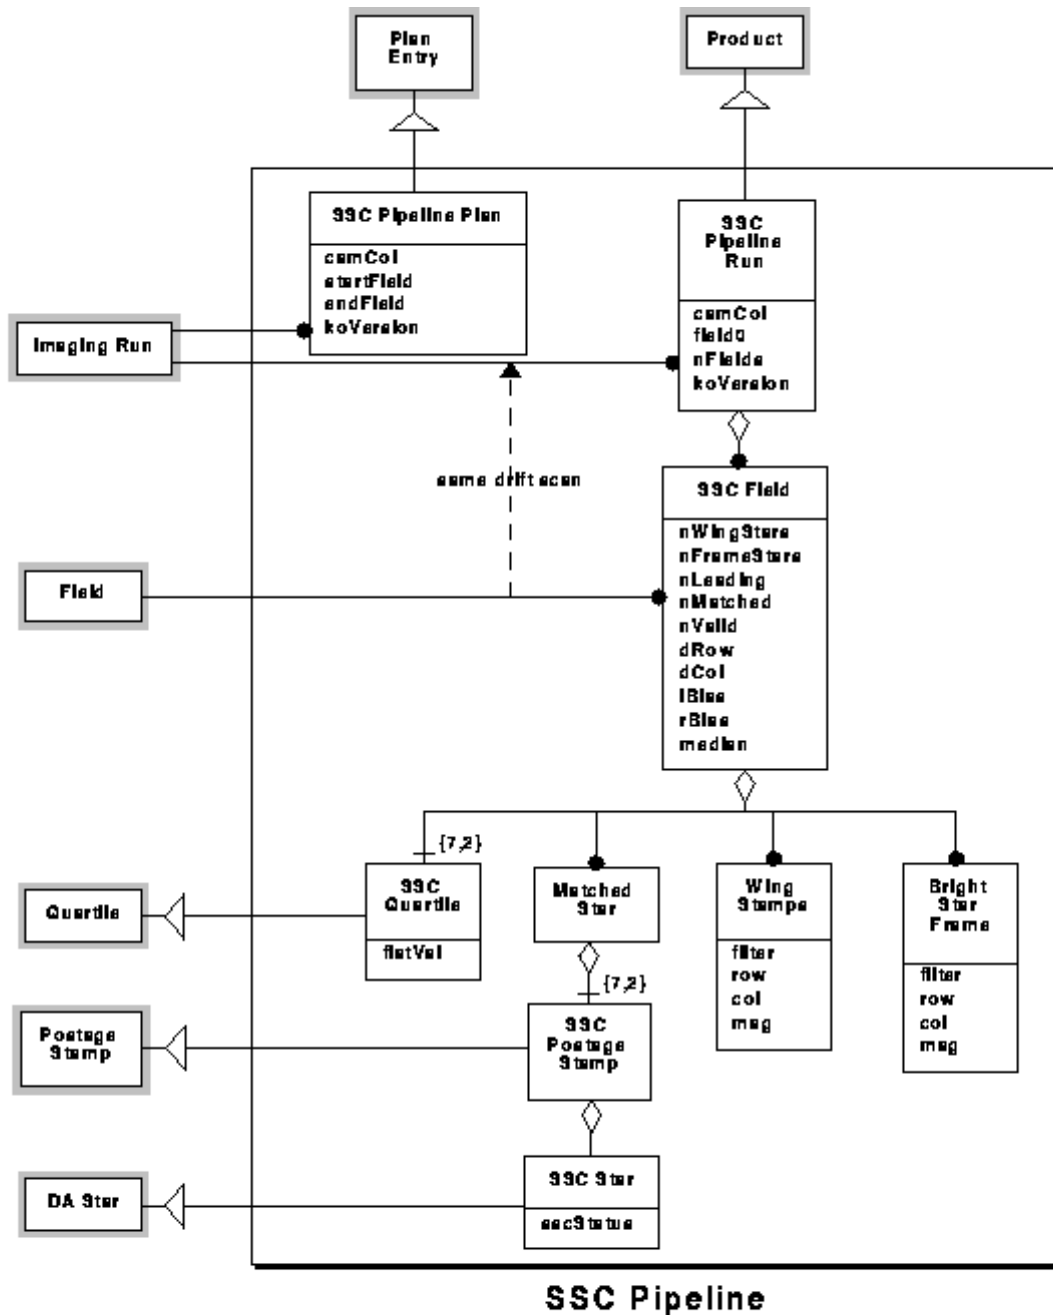 Plan
Entry
Product
SSC Pipeline Plan
camCol
startField
endField
koVersion
SSC
Pipeline
Run
camCol
field0
nFields
koVersion
Imaging Run
same drift scan
SSC Field
nWingStars
nFrameStars
nLeading
nMatched
nValid
dRow
dCol
lBias
rBias
median
Field
{7,2}
SSC
Quartile
flatVal
Matched
Star
Wing
Stamps
filter
row
col
mag
Bright
Star
Frame
filter
row
col
mag
Quartile
{7,2}
SSC
Postage
Stamp
Postage
Stamp
SSC Star
sscStatus
DA Star
SSC Pipeline